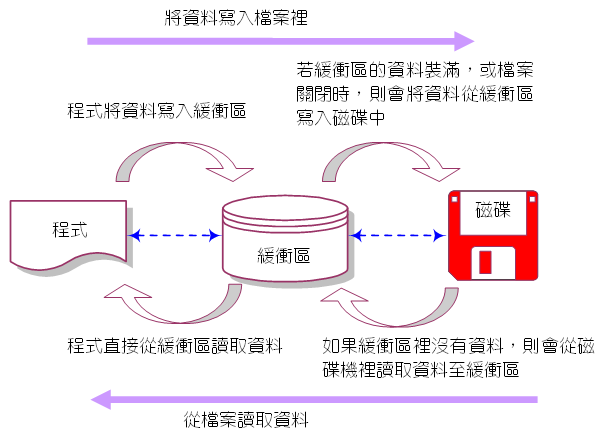 將資料寫入檔案裡
若緩衝區的資料裝滿，或檔案
關閉時，則會將資料從緩衝區
寫入磁碟中
程式將資料寫入緩衝區
程式
緩衝區
磁碟
程式直接從緩衝區讀取資料
如果緩衝區裡沒有資料，則會從磁
碟機裡讀取資料至緩衝區
從檔案讀取資料